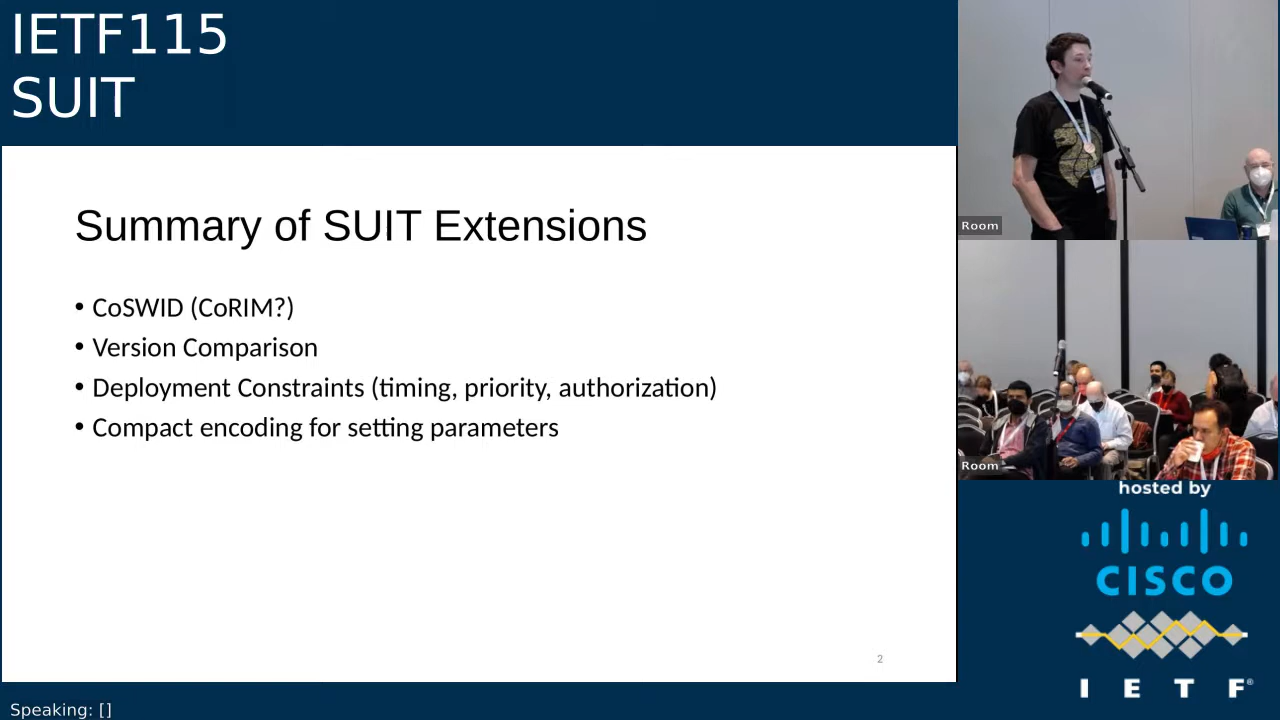 IETF115
SUIT
Summary of SUIT Extensions
• CoSWID (CoRIM?)
• Version Comparison
• Deployment Constraints (timing, priority, authorization)
• Compact encoding for setting parameters
2
Speaking: []
Room
Room
hosted by
CISCO
I E T F®